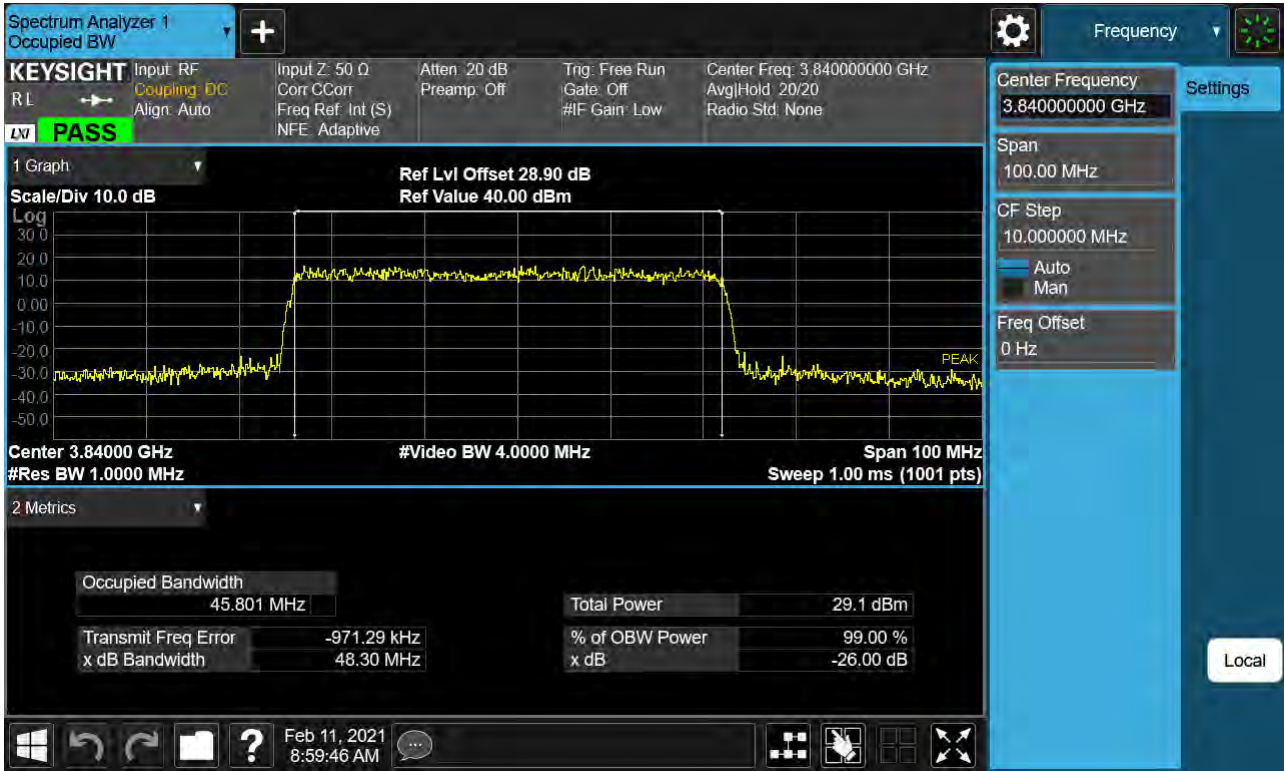 Spectrum Analyzer 1
Occupied BW
+
Frequency
KEYSIGHT
RL
LXI
PASS
Input: RF
Coupling: DC
Align: Auto
Input Z: 50 Ω
Corr CCorr
Freq Ref: Int (S)
NFE: Adaptive
Atten: 20 dB
Preamp: Off
Trig: Free Run
Gate: Off
#IF Gain: Low
Center Freq: 3.840000000 GHz
Avg|Hold: 20/20
Radio Std: None
Center Frequency
3.840000000 GHz
Settings
Span
100.00 MHz
CF Step
10.000000 MHz
Auto
Man
Freq Offset
0 Hz
Local
1 Graph
Scale/Div 10.0 dB
Ref Lvl Offset 28.90 dB
Ref Value 40.00 dBm
Log
30.0
20.0
10.0
0.00
-10.0
-20.0
-30.0
-40.0
-50.0
PEAK
Center 3.84000 GHz
#Video BW 4.0000 MHz
Span 100 MHz
#Res BW 1.0000 MHz
Sweep 1.00 ms (1001 pts)
2 Metrics
Occupied Bandwidth
45.801 MHz
Total Power 29.1 dBm
Transmit Freq Error -971.29 kHz
% of OBW Power 99.00 %
x dB Bandwidth 48.30 MHz
x dB -26.00 dB
?
Feb 11, 2021
8:59:46 AM